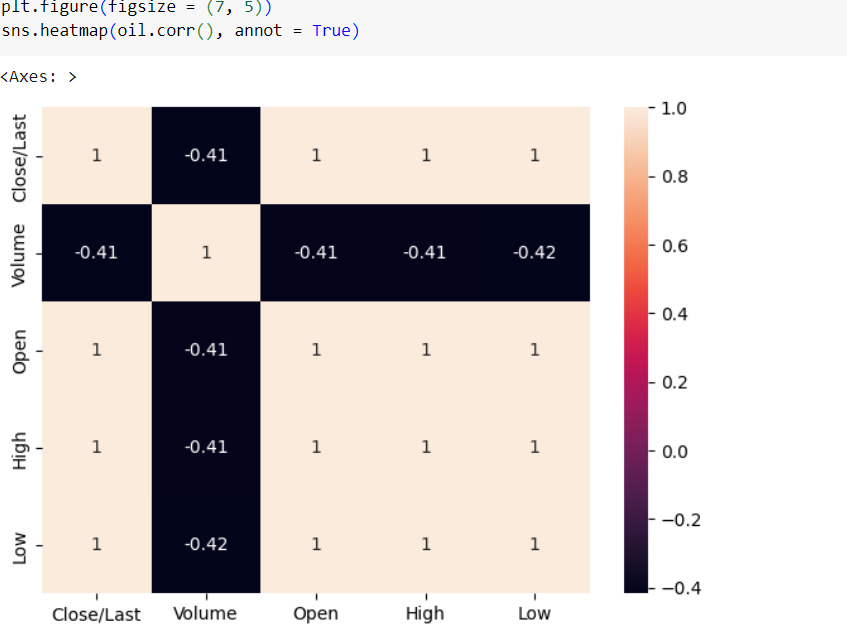 plt.figure(figsize = (7, 5))
sns.heatmap(oil.corr(), annot = True)
<Axes: >
Close/Last
Volume
Open
High
Low
1 -0.41 1 1 1
-0.41 1 -0.41 -0.41 -0.42
1 -0.41 1 1 1
1 -0.41 1 1 1
1 -0.42 1 1 1
Close/Last Volume Open High Low
1.0
0.8
0.6
0.4
0.2
0.0
−0.2
−0.4